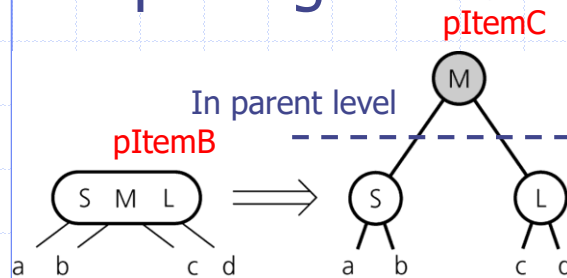 pItemC
M
In parent level
pItemB
S M L
S
L
a b c d
a b c d